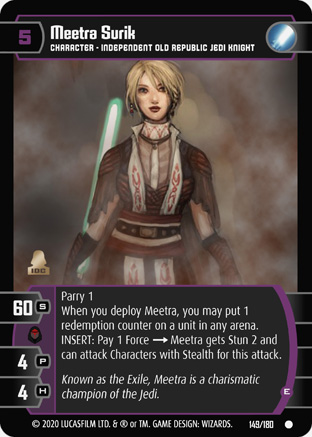 5 Meetra Surik
CHARACTER - INDEPENDENT OLD REPUBLIC JEDI KNIGHT
IDC
60 S
4 P
4 H
Parry 1
When you deploy Meetra, you may put 1
redemption counter on a unit in any arena.
INSERT: Pay 1 Force → Meetra gets Stun 2 and
can attack Characters with Stealth for this attack.
Known as the Exile, Meetra is a charismatic
champion of the Jedi.
E
© 2020 LUCASFILM LTD. & ® or TM. GAME DESIGN: WIZARDS. 149/180